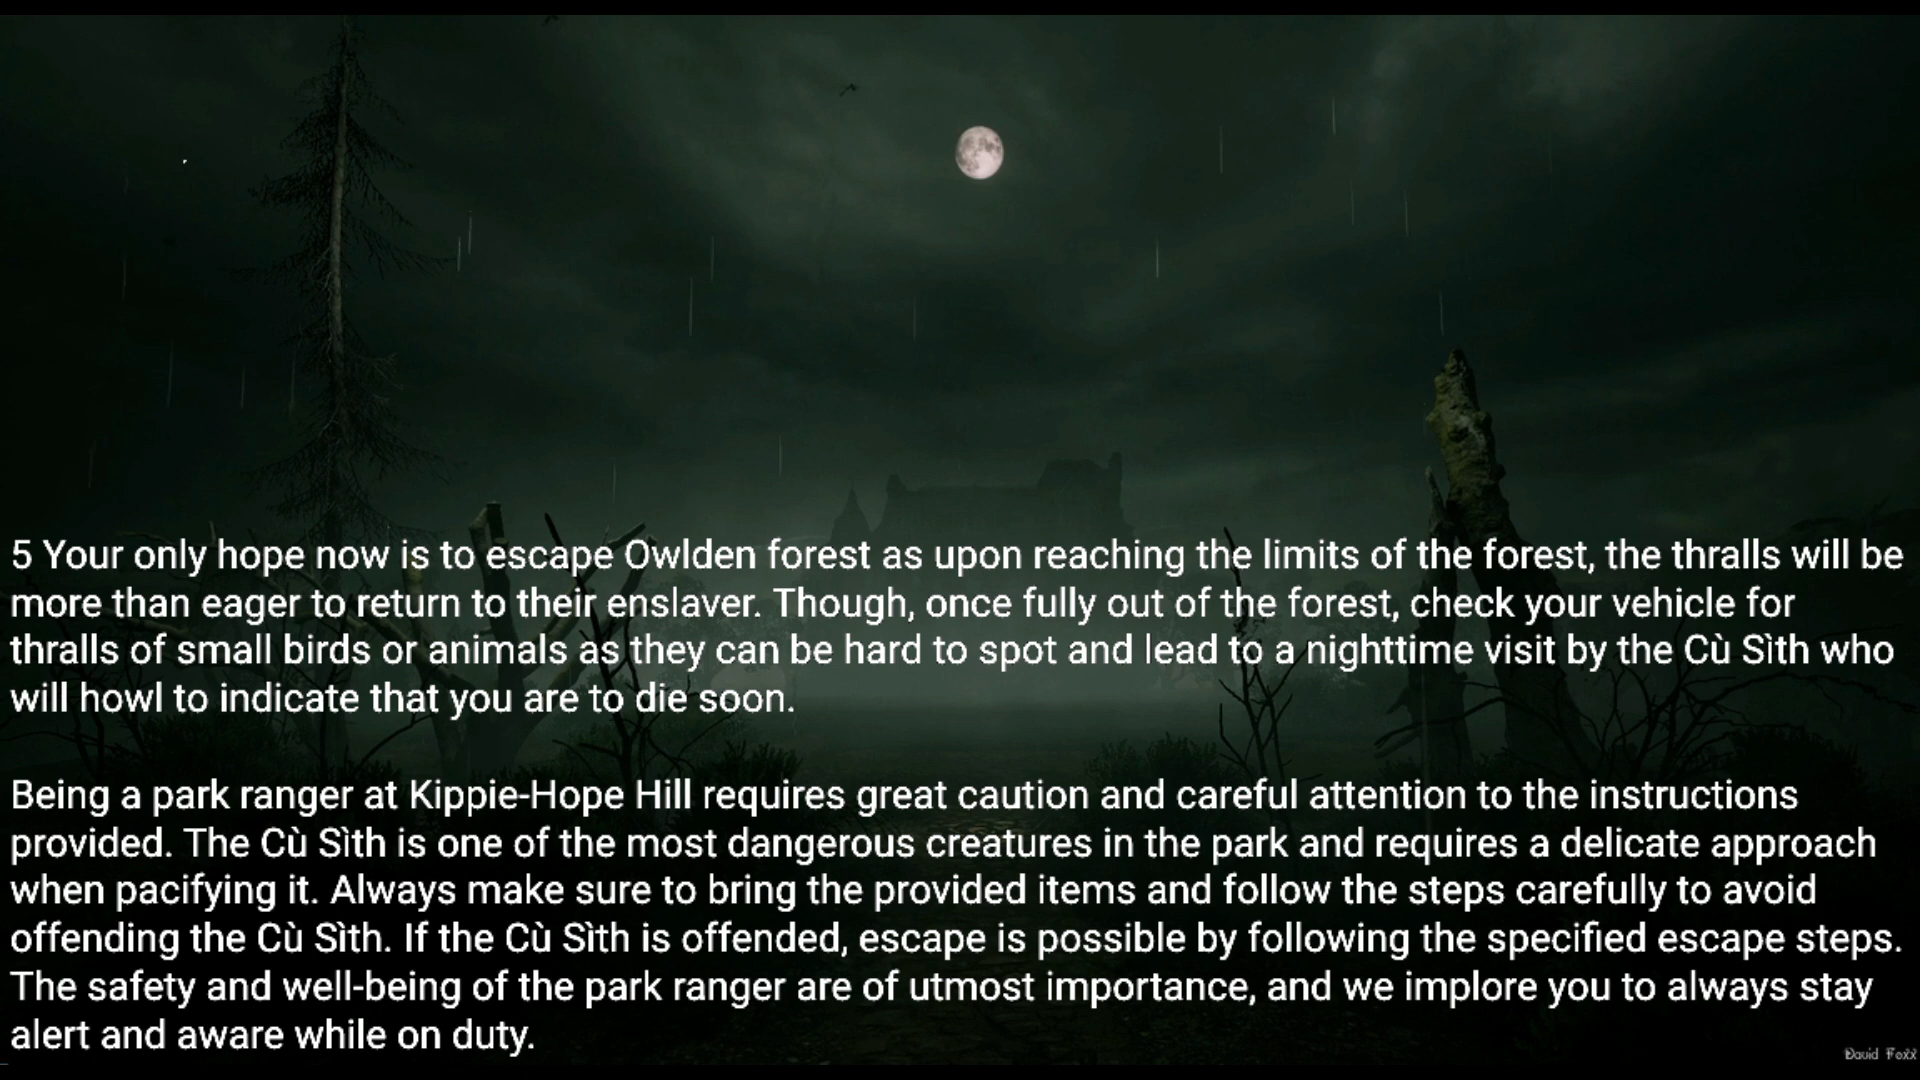 5 Your only hope now is to escape Owlden forest as upon reaching the limits of the forest, the thralls will be
more than eager to return to their enslaver. Though, once fully out of the forest, check your vehicle for
thralls of small birds or animals as they can be hard to spot and lead to a nighttime visit by the Cù Sìth who
will howl to indicate that you are to die soon.
Being a park ranger at Kippie-Hope Hill requires great caution and careful attention to the instructions
provided. The Cù Sìth is one of the most dangerous creatures in the park and requires a delicate approach
when pacifying it. Always make sure to bring the provided items and follow the steps carefully to avoid
offending the Cù Sìth. If the Cù Sìth is offended, escape is possible by following the specified escape steps.
The safety and well-being of the park ranger are of utmost importance, and we implore you to always stay
alert and aware while on duty.
David Foxx